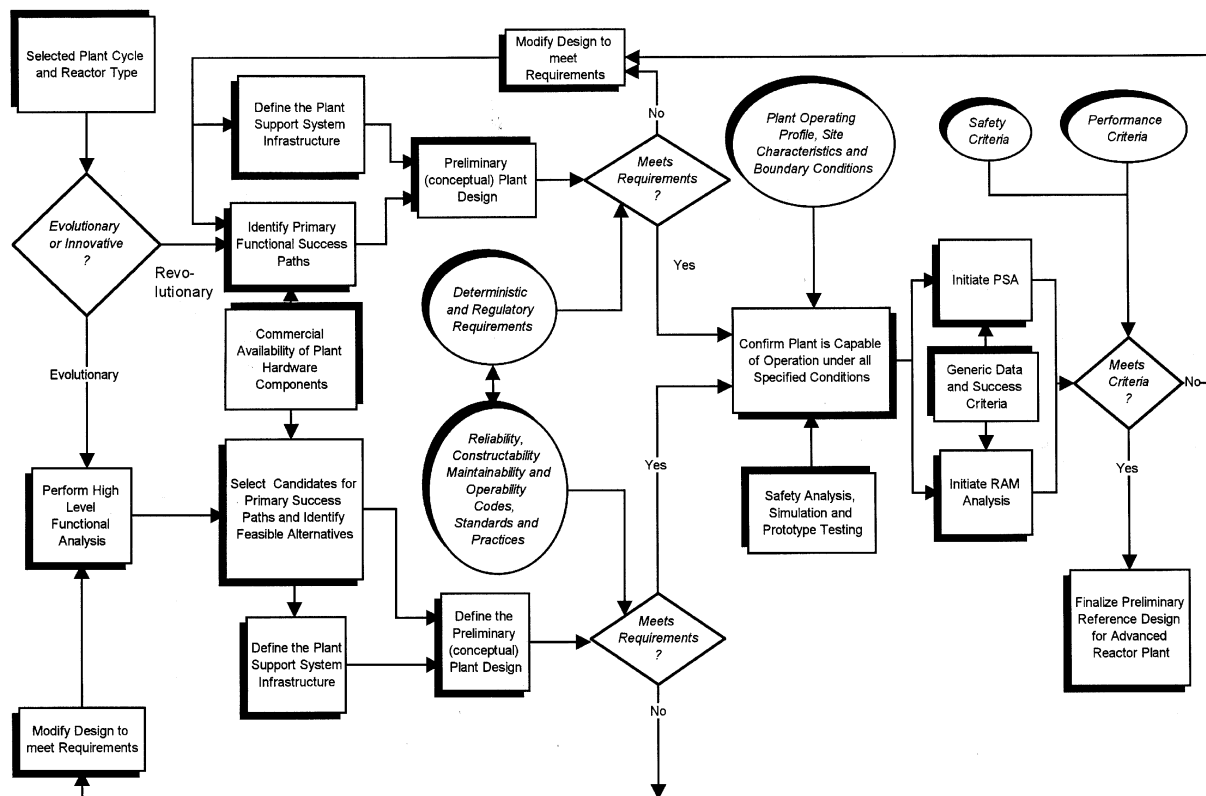 Selected Plant Cycle
and Reactor Type
Modify Design to
meet
Requirements
Define the Plant
Support System
Infrastructure
Preliminary
(conceptual) Plant
Design
No
Meets
Requirements
?
Plant Operating
Profile, Site
Characteristics and
Boundary Conditions
Safety
Criteria
Performance
Criteria
Evolutionary
or Innovative
?
Revo-
lutionary
Identify Primary
Functional Success
Paths
Yes
Deterministic
and Regulatory
Requirements
Initiate PSA
Commercial
Availability of Plant
Hardware
Components
Confirm Plant is Capable
of Operation under all
Specified Conditions
Generic Data
and Success
Criteria
Meets
Criteria
?
No
Evolutionary
Reliability,
Constructability
Maintainability and
Operability
Codes,
Standards and
Practices
Yes
Yes
Perform High
Level
Functional
Analysis
Select Candidates for
Primary Success
Paths and Identify
Feasible Alternatives
Safety Analysis,
Simulation and
Prototype Testing
Initiate RAM
Analysis
Define the Plant
Support System
Infrastructure
Define the
Preliminary
(conceptual)
Plant Design
Meets
Requirements
?
Finalize Preliminary
Reference Design
for Advanced
Reactor Plant
No
Modify Design to
meet Requirements